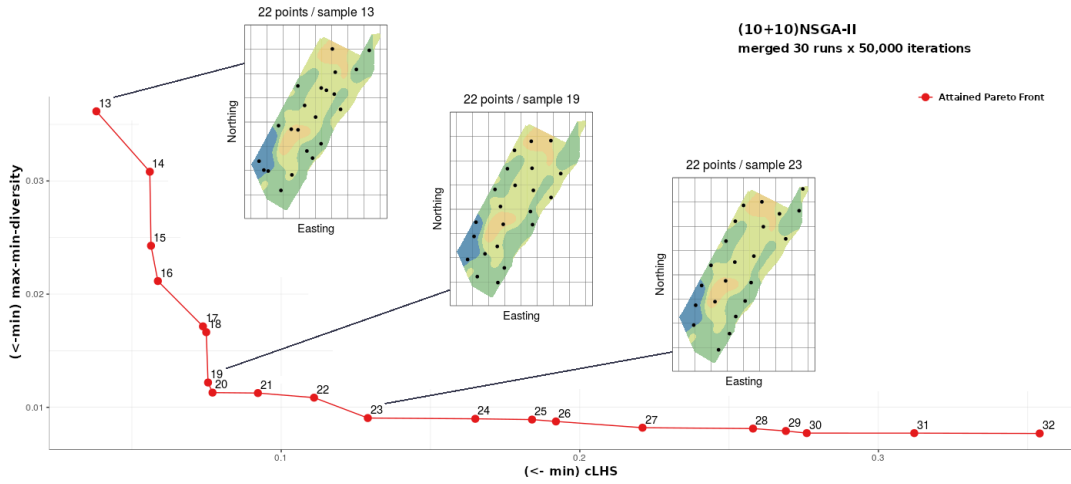 22 points / sample 13
Northing
Easting
(10+10)NSGA-II
merged 30 runs x 50,000 iterations
Attained Pareto Front
22 points / sample 19
Northing
Easting
22 points / sample 23
Northing
Easting
(<-min) max-min-diversity
0.03
0.02
0.01
13
14
15
16
17
18
19
20
21
22
23
24
25
26
27
28
29
30
31
32
0.1
0.2
0.3
(<- min) cLHS